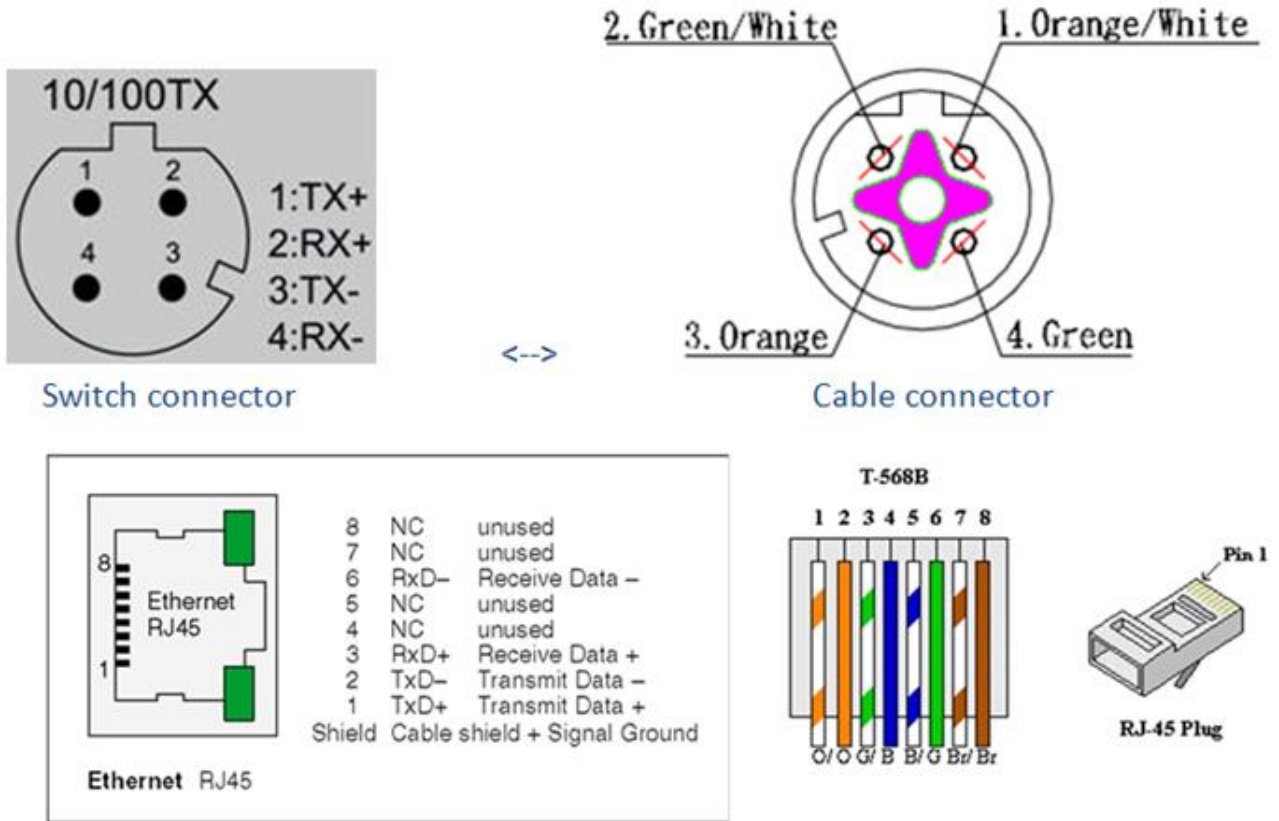 2.Green/White
1.Orange/White
10/100TX
1
2
4
3
1:TX+
2:RX+
3:TX-
4:RX-
3.Orange
4.Green
<-->
Switch connector
Cable connector
8
1
Ethernet
RJ45
8 NC unused
7 NC unused
6 RxD– Receive Data –
5 NC unused
4 NC unused
3 RxD+ Receive Data +
2 TxD– Transmit Data –
1 TxD+ Transmit Data +
Shield Cable shield + Signal Ground
Ethernet RJ45
T-568B
1 2 3 4 5 6 7 8
O/ O G/ B B/ G Br/ Br
Pin 1
RJ-45 Plug